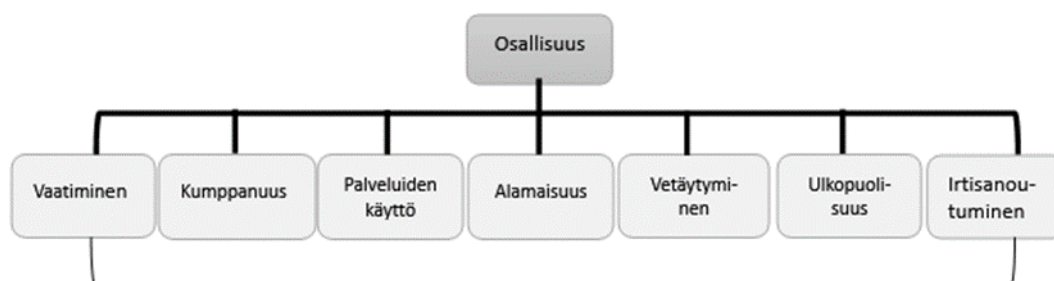 Osallisuus
Vaatiminen
Kumppanuus
Palveluiden
käyttö
Alamaisuus
Vetäytymi-
nen
Ulkopuoli-
suus
Irtisanou-
tuminen